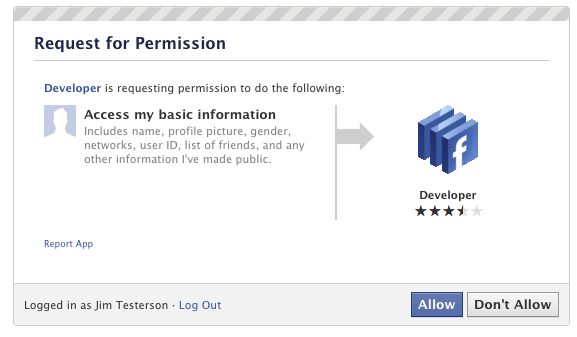 Request for Permission
Developer is requesting permission to do the following:
Access my basic information
Includes name, profile picture, gender,
networks, user ID, list of friends, and any
other information I've made public.
f
Developer
Report App
Logged in as Jim Testerson · Log Out
Allow
Don't Allow